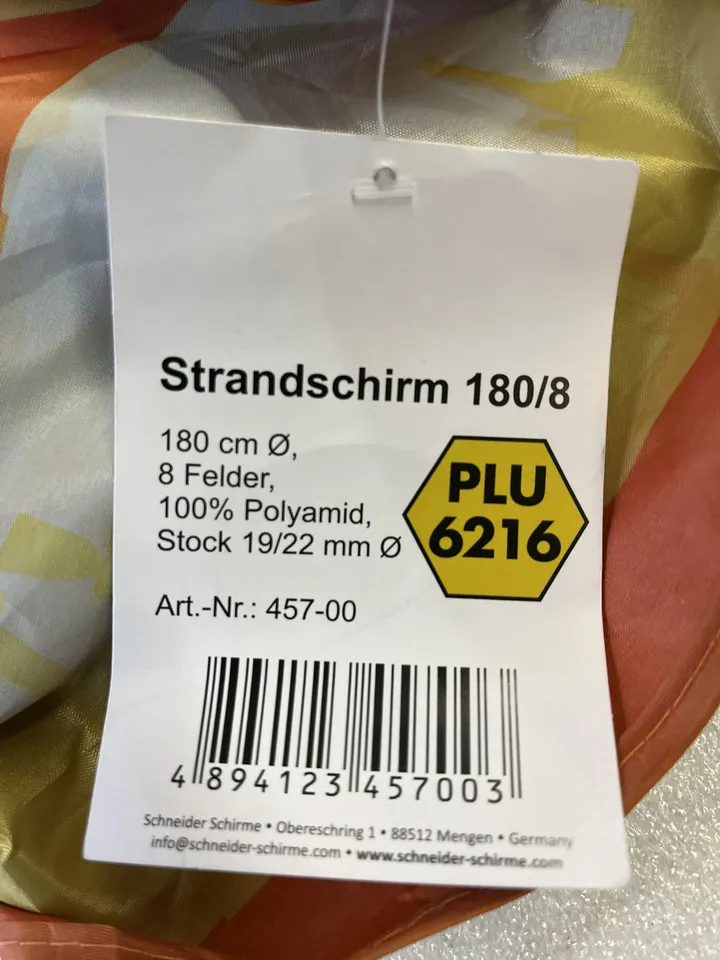 Strandschirm 180/8
180 cm Ø,
8 Felder,
100% Polyamid,
Stock 19/22 mm Ø
PLU
6216
Art.-Nr.: 457-00
4 894123 457003
Schneider Schirme • Obereschring 1 • 88512 Mengen • Germany
info@schneider-schirme.com • www.schneider-schirme.com